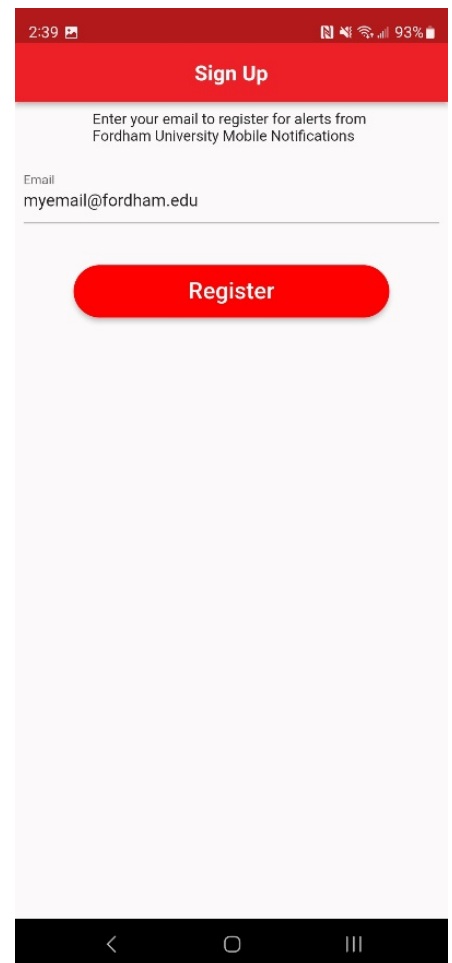 2:39 93%
Sign Up
Enter your email to register for alerts from
Fordham University Mobile Notifications
Email
myemail@fordham.edu
Register